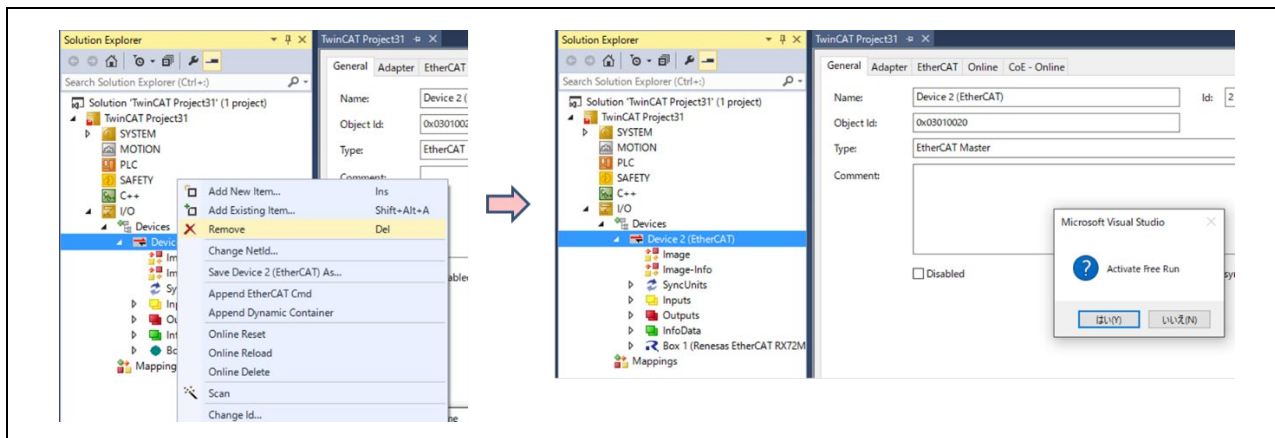 Solution Explorer
Search Solution Explorer (Ctrl+:)
Solution 'TwinCAT Project31' (1 project)
TwinCAT Project31
SYSTEM
MOTION
PLC
SAFETY
C++
I/O
Devices
Mapping
TwinCAT Project31
General Adapter EtherCAT
Name: Device 2 (
Object Id: 0x0301002
Type: EtherCAT
Comment:
Add New Item... Ins
Add Existing Item... Shift+Alt+A
Remove Del
Change NetId...
Save Device 2 (EtherCAT) As...
Append EtherCAT Cmd
Append Dynamic Container
Online Reset
Online Reload
Online Delete
Scan
Change Id...
Solution Explorer
Search Solution Explorer (Ctrl+:)
Solution 'TwinCAT Project31' (1 project)
TwinCAT Project31
SYSTEM
MOTION
PLC
SAFETY
C++
I/O
Devices
Device 2 (EtherCAT)
Image
Image-Info
SyncUnits
Inputs
Outputs
InfoData
Box 1 (Renesas EtherCAT RX72M
Mappings
TwinCAT Project31
General Adapter EtherCAT Online CoE - Online
Name: Device 2 (EtherCAT) Id: 2
Object Id: 0x03010020
Type: EtherCAT Master
Comment:
Disabled
Microsoft Visual Studio
Activate Free Run
はい(Y) いいえ(N)